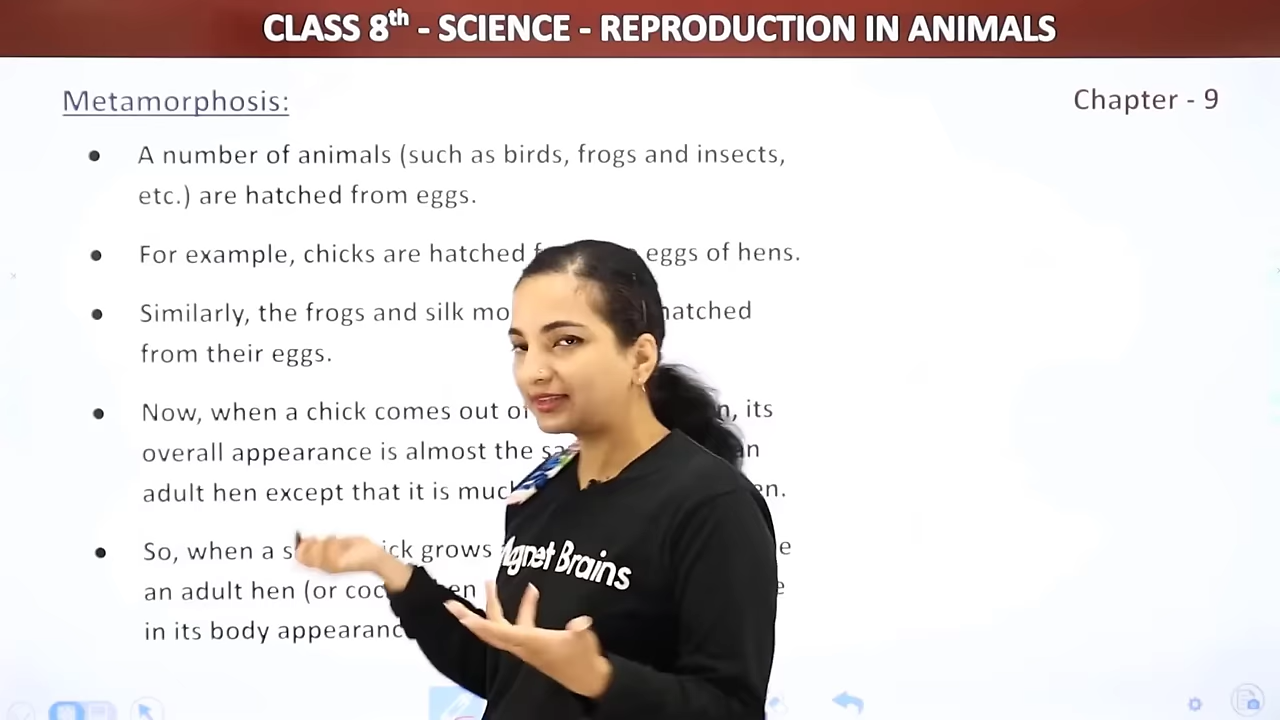 CLASS 8th - SCIENCE - REPRODUCTION IN ANIMALS
Metamorphosis:
Chapter - 9
• A number of animals (such as birds, frogs and insects,
etc.) are hatched from eggs.
• For example, chicks are hatched eggs of hens.
• Similarly, the frogs and silk hatched
from their eggs.
• Now, when a chick comes out of its
overall appearance is almost the
adult hen except that it is
• So, when a grows
an adult hen (or
in its body
Magnet Brains